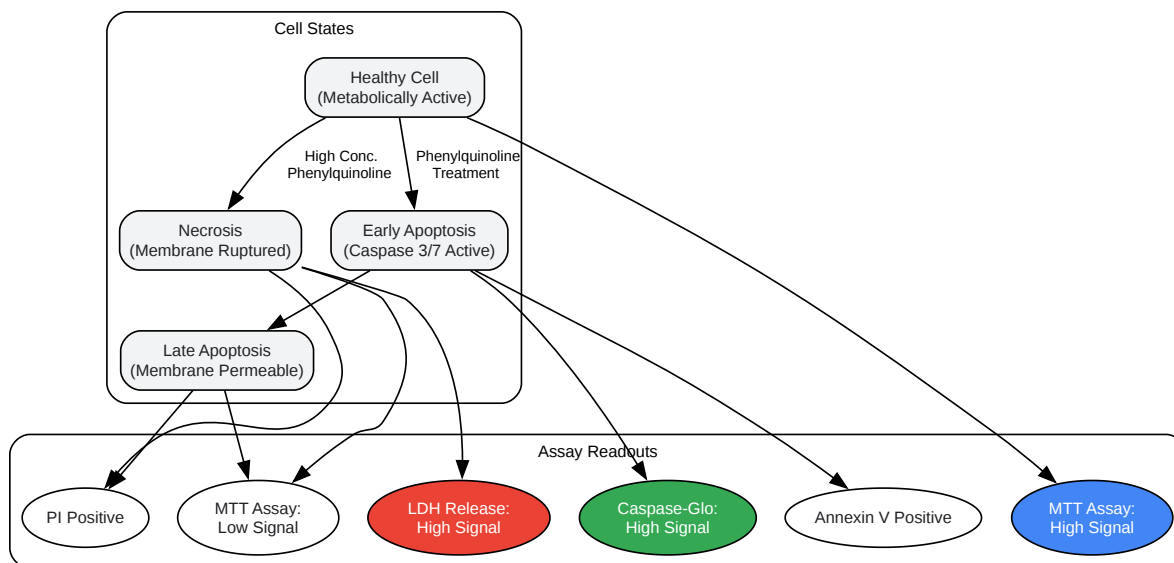 Cell States
Healthy Cell
(Metabolically Active)
High Conc.
Phenylquinoline
Phenylquinoline
Treatment
Necrosis
(Membrane Ruptured)
Early Apoptosis
(Caspase 3/7 Active)
Late Apoptosis
(Membrane Permeable)
Assay Readouts
PI Positive
MTT Assay:
Low Signal
LDH Release:
High Signal
Caspase-Glo:
High Signal
Annexin V Positive
MTT Assay:
High Signal